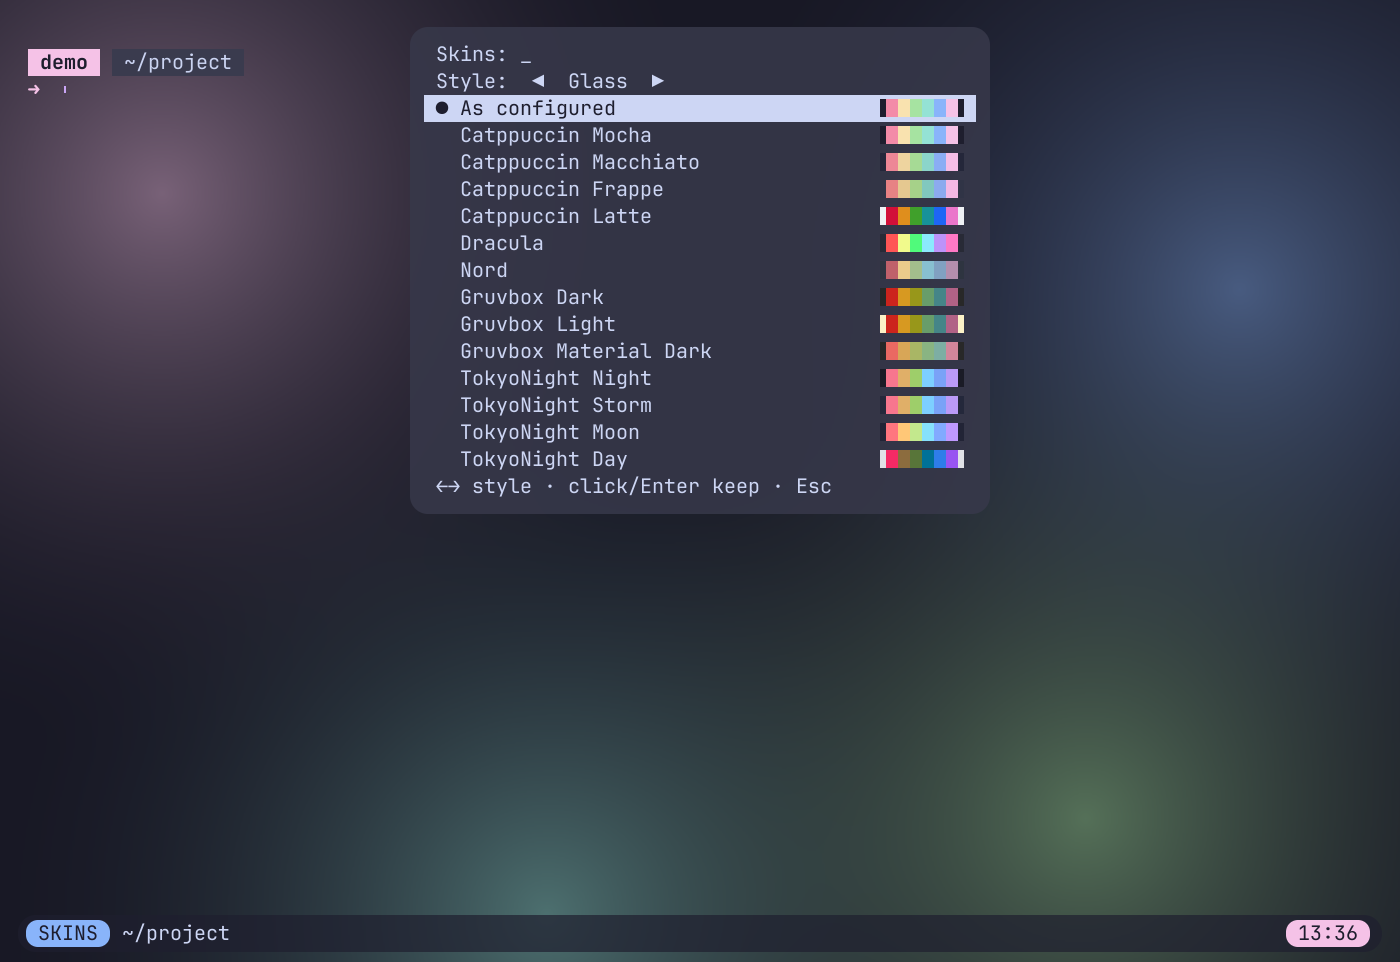 demo ~/project
➜
Skins: _
Style: ◀ Glass ▶
● As configured
Catppuccin Mocha
Catppuccin Macchiato
Catppuccin Frappe
Catppuccin Latte
Dracula
Nord
Gruvbox Dark
Gruvbox Light
Gruvbox Material Dark
TokyoNight Night
TokyoNight Storm
TokyoNight Moon
TokyoNight Day
←→ style · click/Enter keep · Esc
SKINS ~/project 13:36